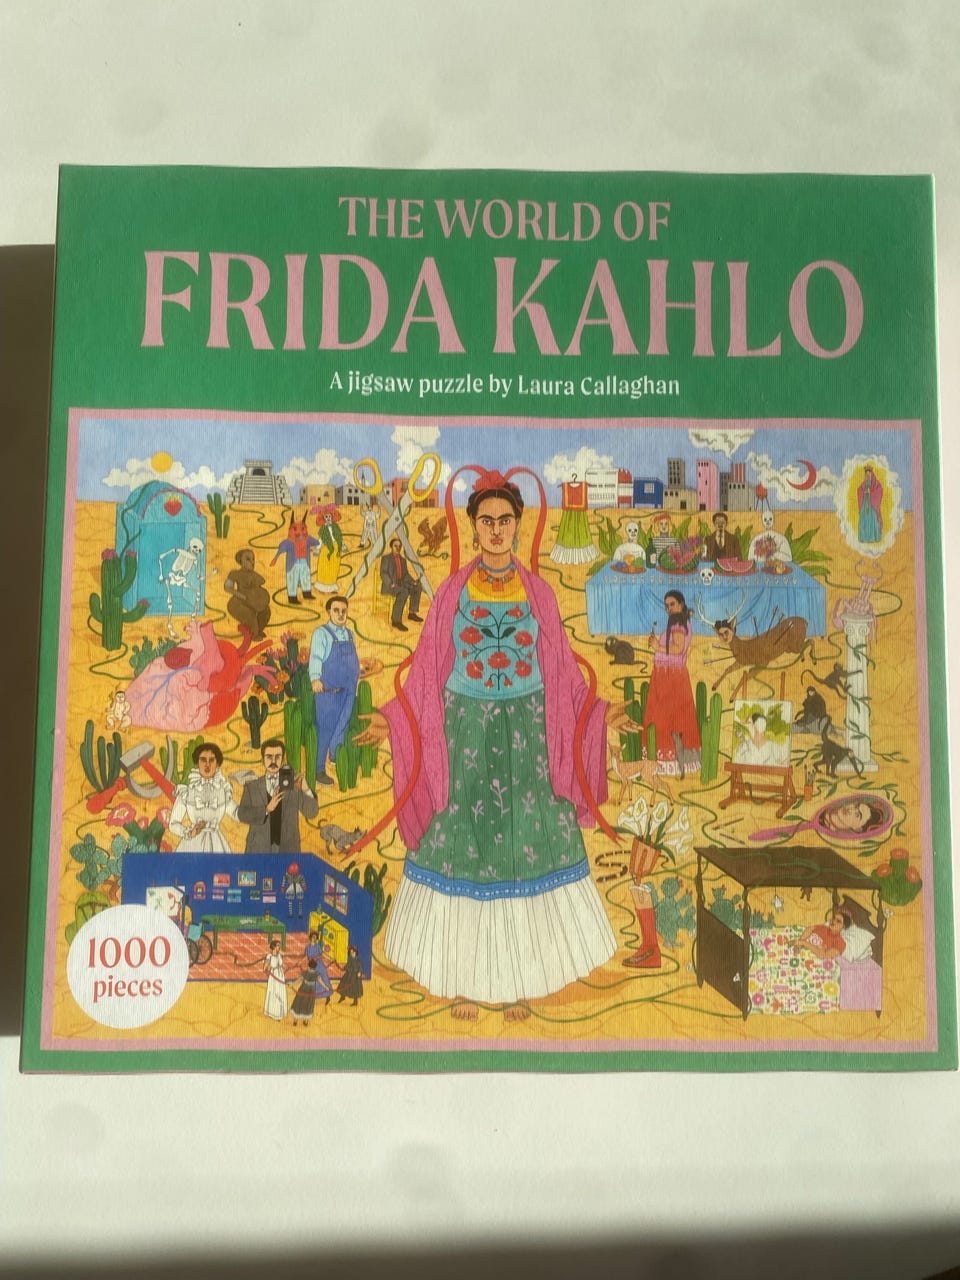 THE WORLD OF
FRIDA KAHLO
A jigsaw puzzle by Laura Callaghan
1000
pieces